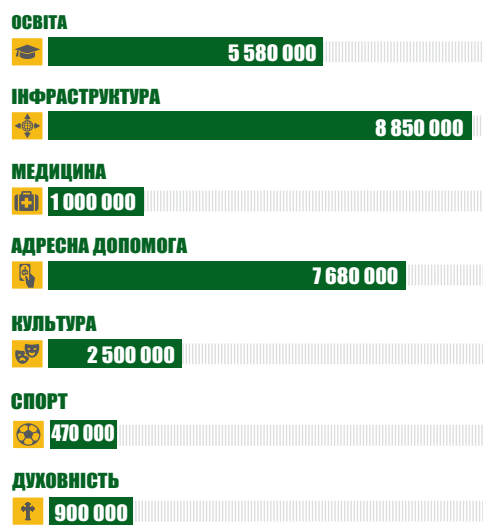 ОСВІТА
5 580 000
ІНФРАСТРУКТУРА
8 850 000
МЕДИЦИНА
1 000 000
АДРЕСНА ДОПОМОГА
7 680 000
КУЛЬТУРА
2 500 000
СПОРТ
470 000
ДУХОВНІСТЬ
900 000